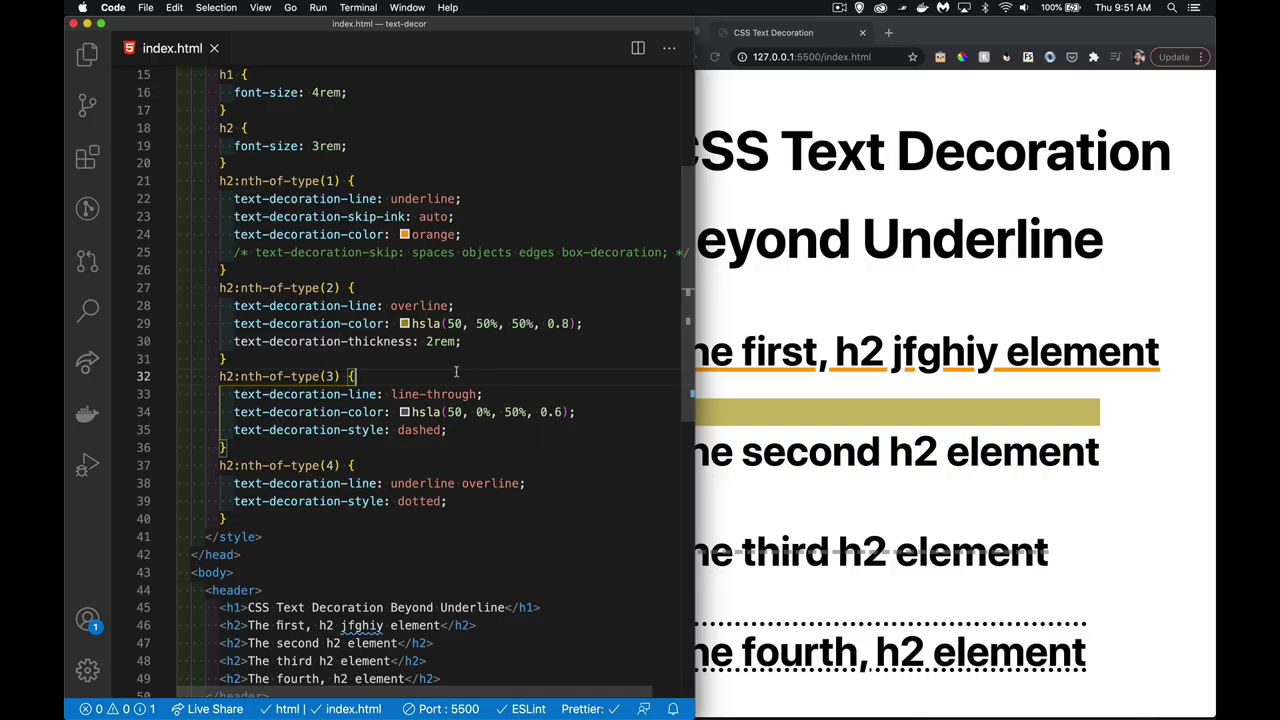 Code File Edit Selection View Go Run Terminal Window Help
100% Thu 9:51 AM
index.html — text-decor
index.html
15 h1 {
16 font-size: 4rem;
17 }
18 h2 {
19 font-size: 3rem;
20 }
21 h2:nth-of-type(1) {
22 text-decoration-line: underline;
23 text-decoration-skip-ink: auto;
24 text-decoration-color: orange;
25 /* text-decoration-skip: spaces objects edges box-decoration; */
26 }
27 h2:nth-of-type(2) {
28 text-decoration-line: overline;
29 text-decoration-color: hsla(50, 50%, 50%, 0.8);
30 text-decoration-thickness: 2rem;
31 }
32 h2:nth-of-type(3) {
33 text-decoration-line: line-through;
34 text-decoration-color: hsla(50, 0%, 50%, 0.6);
35 text-decoration-style: dashed;
36 }
37 h2:nth-of-type(4) {
38 text-decoration-line: underline overline;
39 text-decoration-style: dotted;
40 }
41 </style>
42 </head>
43 <body>
44 <header>
45 <h1>CSS Text Decoration Beyond Underline</h1>
46 <h2>The first, h2 jfghiy element</h2>
47 <h2>The second h2 element</h2>
48 <h2>The third h2 element</h2>
49 <h2>The fourth, h2 element</h2>
50 </header>
1
0 0 1 Live Share html index.html Port : 5500 ESLint Prettier:
CSS Text Decoration
127.0.0.1:5500/index.html
Update
CSS Text Decoration
eyond Underline
ne first, h2 jfghiy element
ne second h2 element
ne third h2 element
ne fourth, h2 element